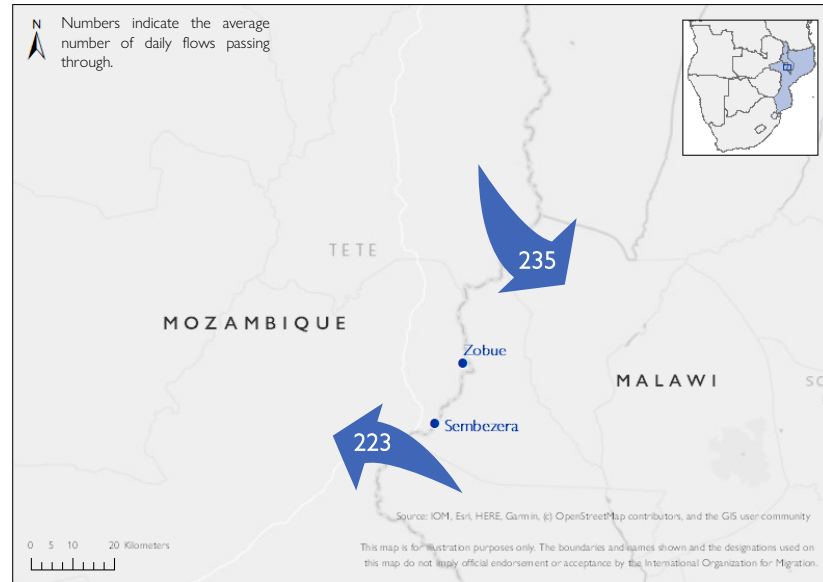 N
Numbers indicate the average
number of daily flows passing
through.
235
TETE
MOZAMBIQUE
Zobue
MALAWI
SO
Sembezera
223
Source: IOM, Esri, HERE, Garmin, (c) OpenStreetMap contributors, and the GIS user community
0 5 10 20 Kilometers
This map is for illustration purposes only. The boundaries and names shown and the designations used on
this map do not imply official endorsement or acceptance by the International Organization for Migration.